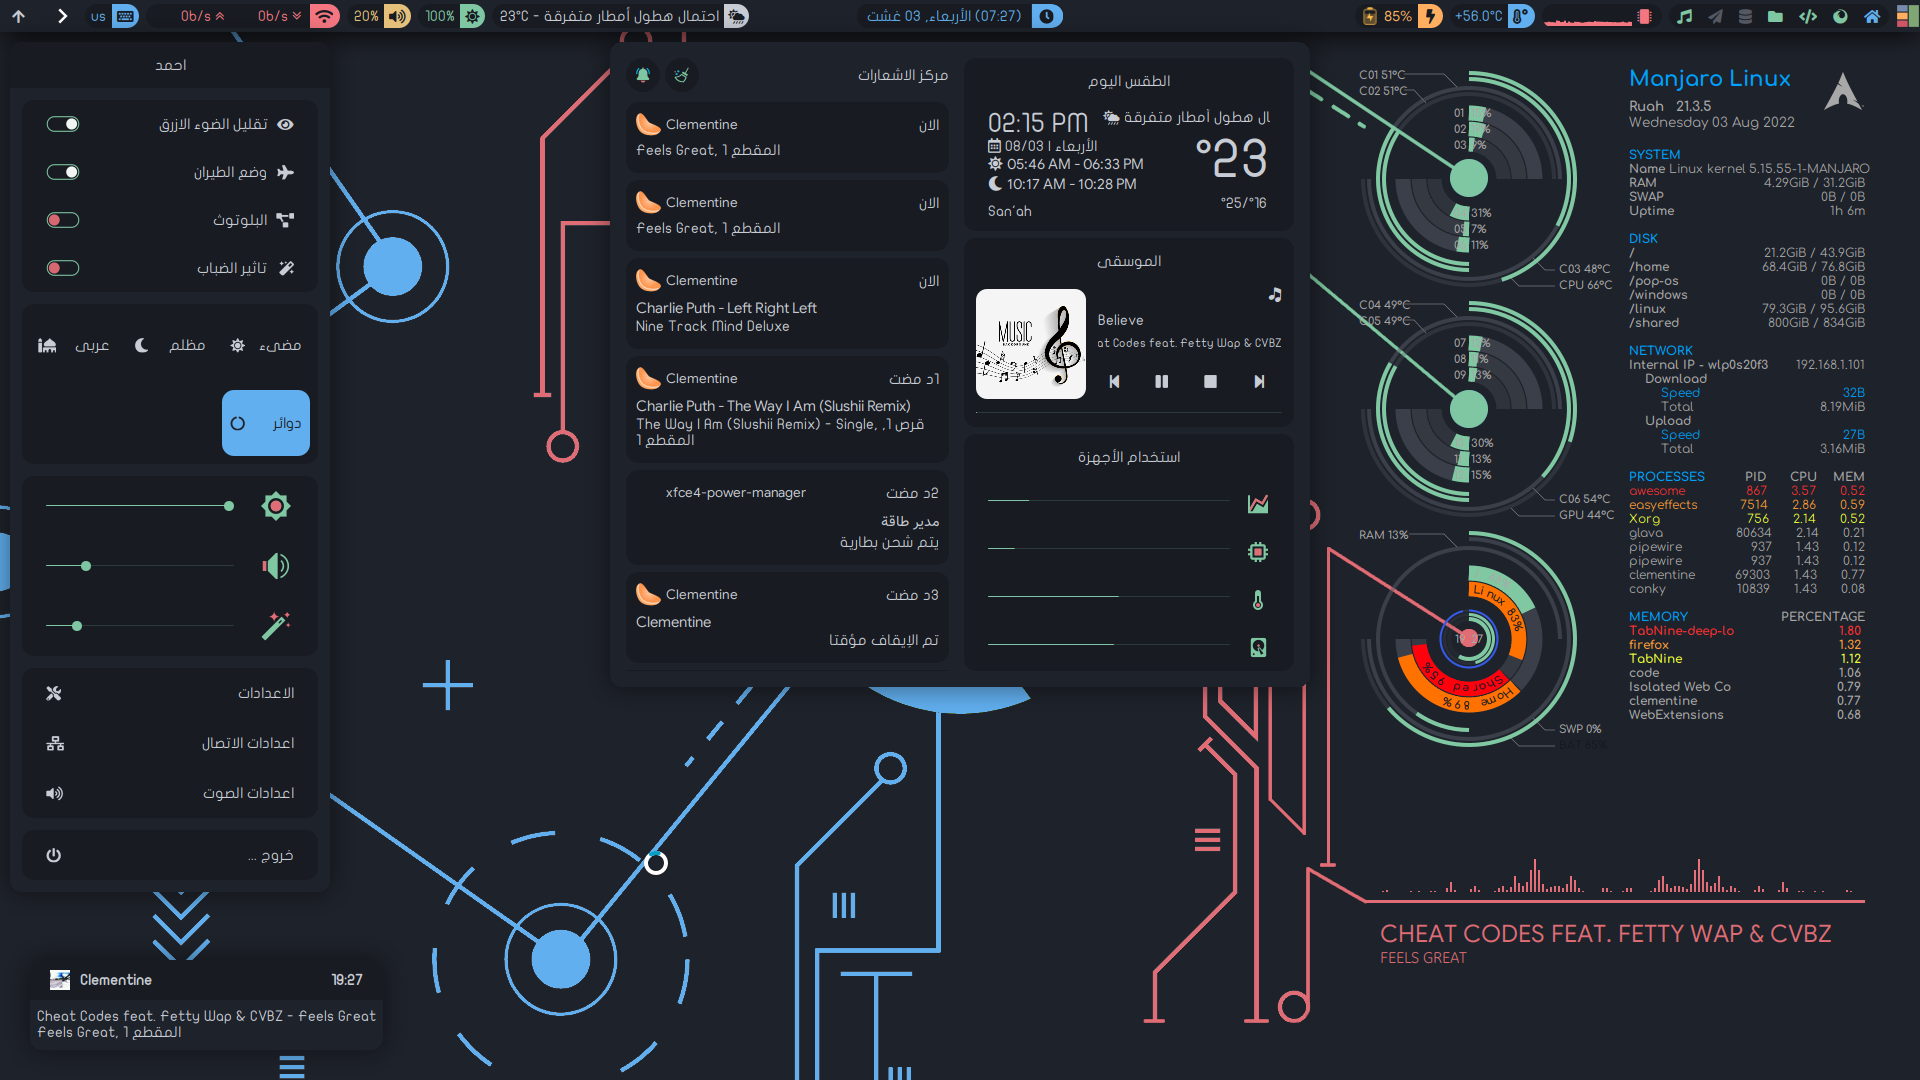 us
0b/s
0b/s
20%
100%
23°C - احتمال هطول أمطار متفرقة
(07:27) الأربعاء, 03 غشت
85%
+56.0°C
احمد
تقليل الضوء الازرق
وضع الطيران
البلوتوث
تاثير الضباب
مضىء
مظلم
عربى
دوائر
الاعدادات
اعدادات الاتصال
اعدادات الصوت
خروج ...
Clementine
19:27
Cheat Codes feat. Fetty Wap & CVBZ - Feels Great
Feels Great, المقطع 1
مركز الاشعارات
Clementine
الان
Feels Great, المقطع 1
Clementine
الان
Feels Great, المقطع 1
Clementine
الان
Charlie Puth - Left Right Left
Nine Track Mind Deluxe
Clementine
1د مضت
Charlie Puth - The Way I Am (Slushii Remix)
The Way I Am (Slushii Remix) - Single, قرص 1,
المقطع 1
xfce4-power-manager
2د مضت
مدير طاقة
يتم شحن بطارية
Clementine
3د مضت
Clementine
تم الإيقاف مؤقتا
الطقس اليوم
02:15 PM
ال هطول أمطار متفرقة
الأربعاء | 08/03
05:46 AM - 06:33 PM
10:17 AM - 10:28 PM
San'ah
°23
°25/°16
الموسيقى
MUSIC
Believe
at Codes feat. Fetty Wap & CVBZ
استخدام الأجهزة
C01 51°C
C02 51°C
01
02
03
31%
7%
11%
C03 48°C
CPU 66°C
C04 49°C
C05 49°C
07
08
09
30%
13%
15%
C06 54°C
GPU 44°C
RAM 13%
Linux 83%
19:27
Shared 95%
Home 89%
SWP 0%
BAT 85%
Manjaro Linux
Ruah 21.3.5
Wednesday 03 Aug 2022
SYSTEM
Name Linux kernel 5.15.55-1-MANJARO
RAM 4.29GiB / 31.2GiB
SWAP 0B / 0B
Uptime 1h 6m
DISK
/ 21.2GiB / 43.9GiB
/home 68.4GiB / 76.8GiB
/pop-os 0B / 0B
/windows 0B / 0B
/linux 79.3GiB / 95.6GiB
/shared 800GiB / 834GiB
NETWORK
Internal IP - wlp0s20f3 192.168.1.101
Download
Speed 32B
Total 8.19MiB
Upload
Speed 27B
Total 3.16MiB
PROCESSES PID CPU MEM
awesome 867 3.57 0.52
easyeffects 7514 2.86 0.59
Xorg 756 2.14 0.52
glava 80634 2.14 0.21
pipewire 937 1.43 0.12
pipewire 937 1.43 0.12
clementine 69303 1.43 0.77
conky 10839 1.43 0.08
MEMORY PERCENTAGE
TabNine-deep-lo 1.80
firefox 1.32
TabNine 1.12
code 1.06
Isolated Web Co 0.79
clementine 0.77
WebExtensions 0.68
CHEAT CODES FEAT. FETTY WAP & CVBZ
FEELS GREAT